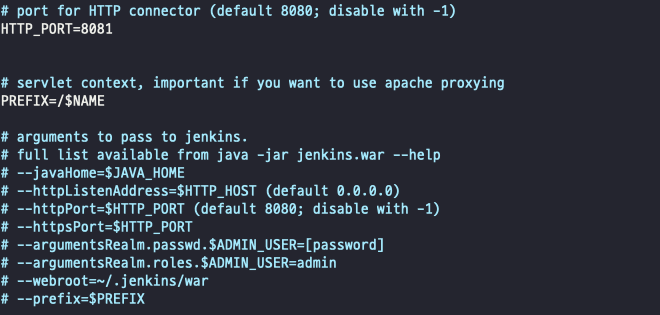 # port for HTTP connector (default 8080; disable with -1)
HTTP_PORT=8081
# servlet context, important if you want to use apache proxying
PREFIX=/$NAME
# arguments to pass to jenkins.
# full list available from java -jar jenkins.war --help
# --javaHome=$JAVA_HOME
# --httpListenAddress=$HTTP_HOST (default 0.0.0.0)
# --httpPort=$HTTP_PORT (default 8080; disable with -1)
# --httpsPort=$HTTP_PORT
# --argumentsRealm.passwd.$ADMIN_USER=[password]
# --argumentsRealm.roles.$ADMIN_USER=admin
# --webroot=~/.jenkins/war
# --prefix=$PREFIX